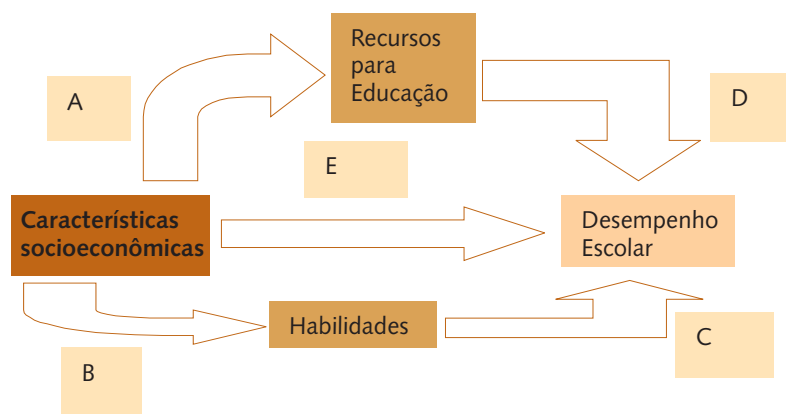 Recursos
para
Educação
A
D
E
Características
socioeconômicas
Desempenho
Escolar
Habilidades
C
B